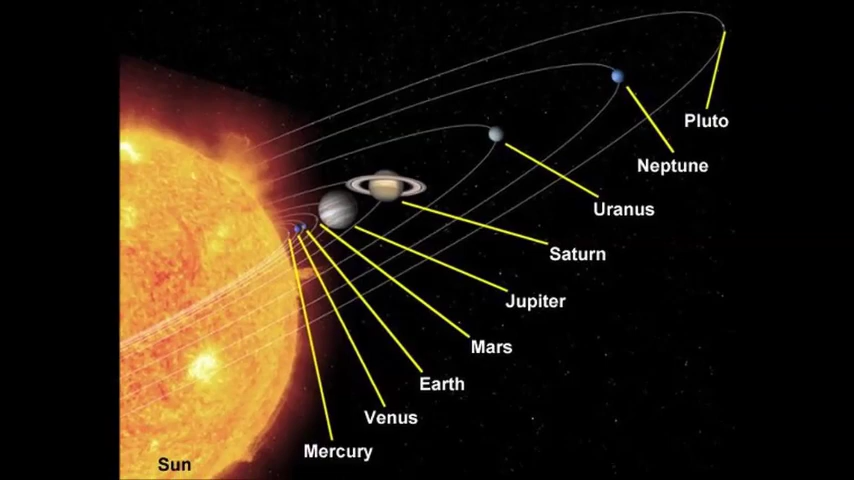 Pluto
Neptune
Uranus
Saturn
Jupiter
Mars
Earth
Venus
Mercury
Sun